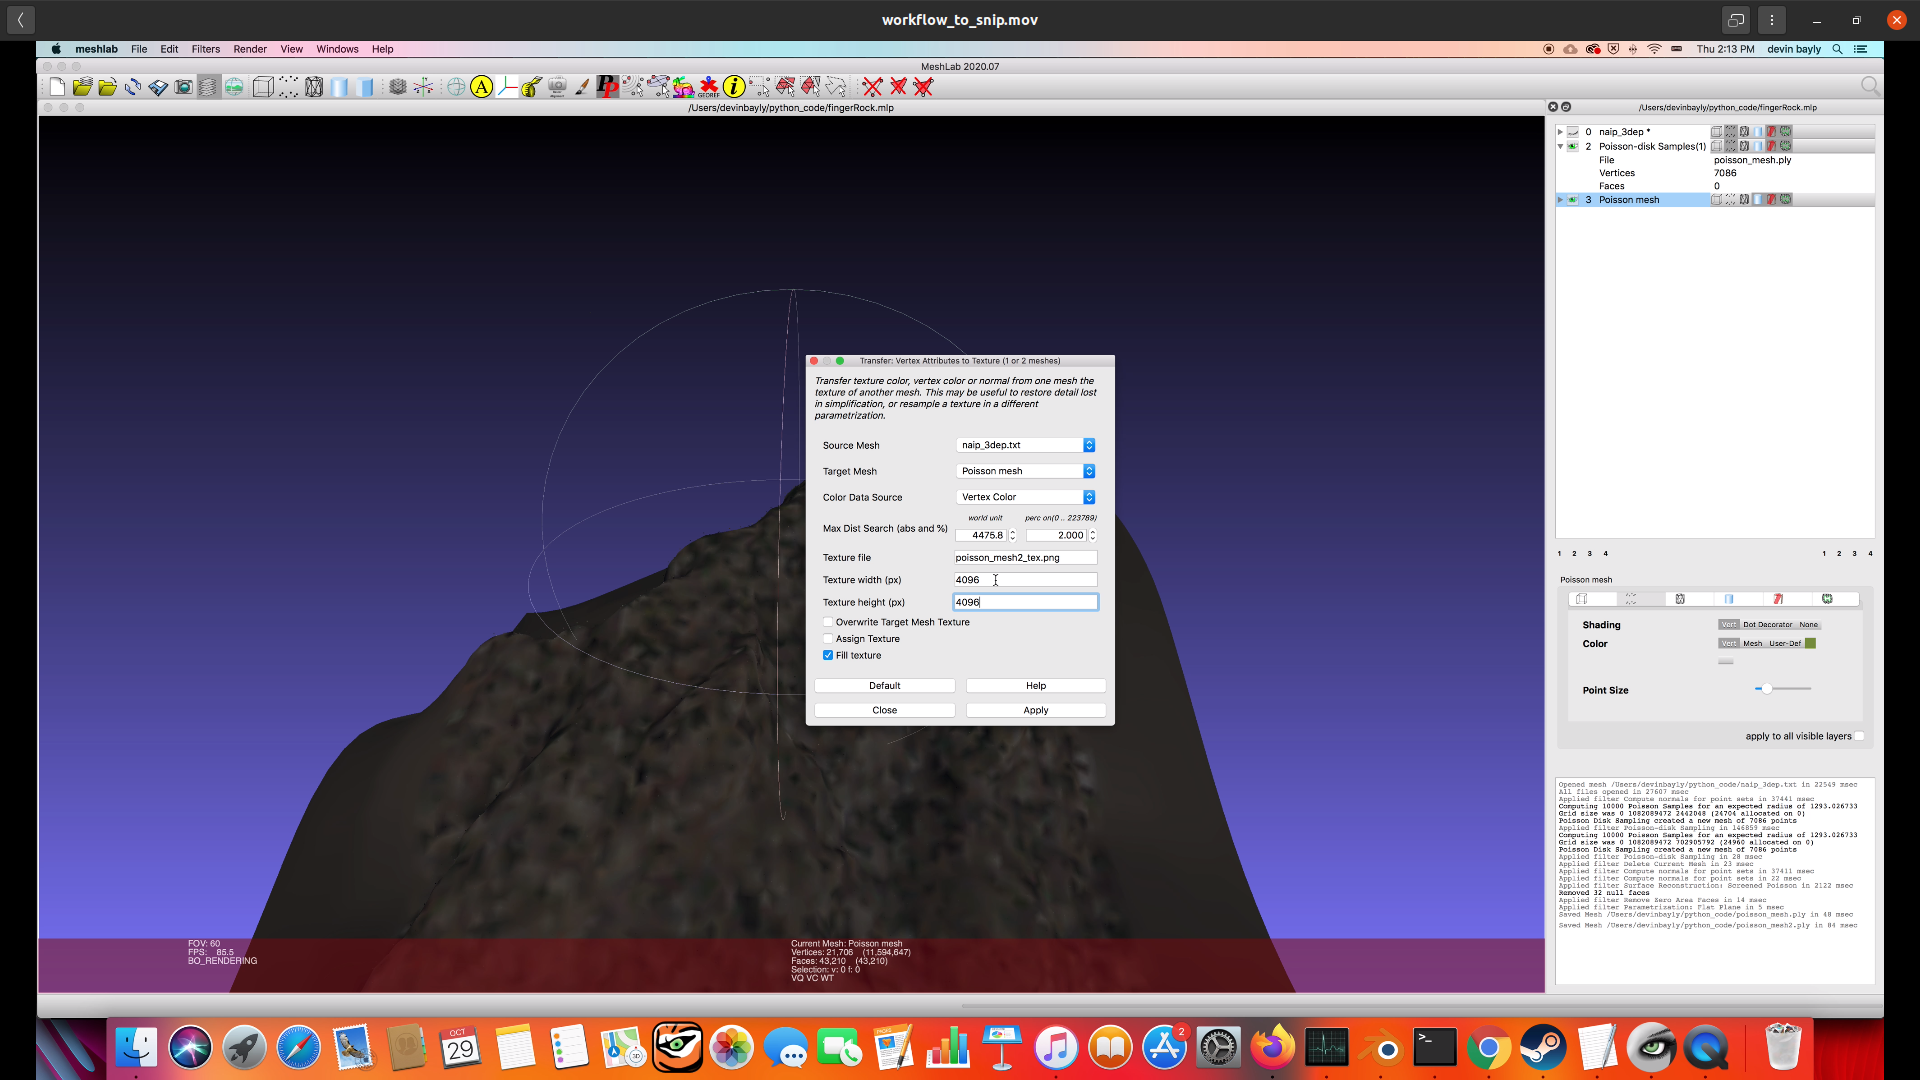 workflow_to_snip.mov
meshlab File Edit Filters Render View Windows Help
Thu 2:13 PM devin bayly
MeshLab 2020.07
/Users/devinbayly/python_code/fingerRock.mlp
/Users/devinbayly/python_code/fingerRock.mlp
0 naip_3dep *
2 Poisson-disk Samples(1)
File poisson_mesh.ply
Vertices 7086
Faces 0
3 Poisson mesh
Transfer: Vertex Attributes to Texture (1 or 2 meshes)
Transfer texture color, vertex color or normal from one mesh the
texture of another mesh. This may be useful to restore detail lost
in simplification, or resample a texture in a different
parametrization.
Source Mesh naip_3dep.txt
Target Mesh Poisson mesh
Color Data Source Vertex Color
world unit perc on(0 .. 223789)
Max Dist Search (abs and %) 4475.8 2.000
Texture file poisson_mesh2_tex.png
Texture width (px) 4096
Texture height (px) 4096
Overwrite Target Mesh Texture
Assign Texture
Fill texture
Default Help
Close Apply
1 2 3 4 1 2 3 4
Poisson mesh
Shading Vert Dot Decorator None
Color Vert Mesh User-Def
Point Size
apply to all visible layers
Opened mesh /Users/devinbayly/python_code/naip_3dep.txt in 22549 msec
All files opened in 27607 msec
Applied filter Compute normals for point sets in 37441 msec
Computing 10000 Poisson Samples for an expected radius of 1293.026733
Grid size was 0 1082089472 2442048 (24704 allocated on 0)
Poisson Disk Sampling created a new mesh of 7086 points
Applied filter Poisson-disk Sampling in 146859 msec
Computing 10000 Poisson Samples for an expected radius of 1293.026733
Grid size was 0 1082089472 702905792 (24960 allocated on 0)
Poisson Disk Sampling created a new mesh of 7086 points
Applied filter Poisson-disk Sampling in 28 msec
Applied filter Delete Current Mesh in 23 msec
Applied filter Compute normals for point sets in 37411 msec
Applied filter Compute normals for point sets in 22 msec
Applied filter Surface Reconstruction: Screened Poisson in 2122 msec
Removed 32 null faces
Applied filter Remove Zero Area Faces in 14 msec
Applied filter Parametrization: Flat Plane in 5 msec
Saved Mesh /Users/devinbayly/python_code/poisson_mesh.ply in 48 msec
Saved Mesh /Users/devinbayly/python_code/poisson_mesh2.ply in 84 msec
FOV: 60
FPS: 85.5
BO_RENDERING
Current Mesh: Poisson mesh
Vertices: 21,706 (11,594,647)
Faces: 43,210 (43,210)
Selection: v: 0 f: 0
VQ VC WT
OCT
29
2